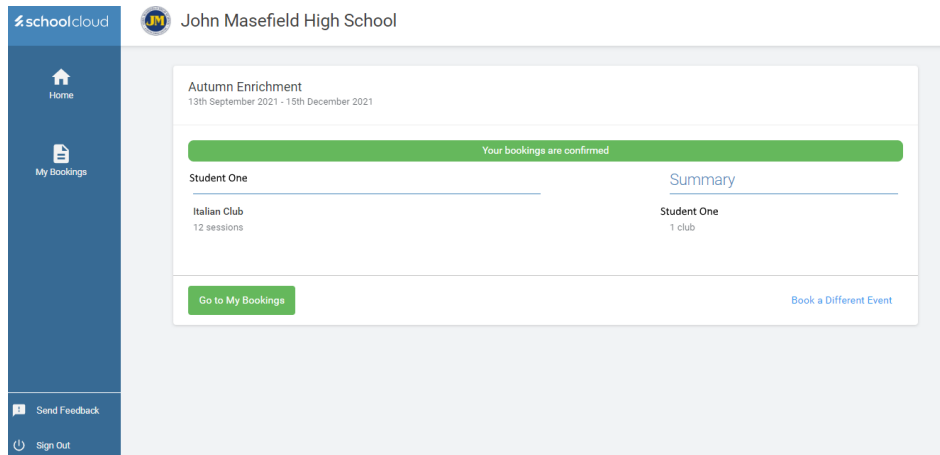 schoolcloud
JM
John Masefield High School
Home
My Bookings
Autumn Enrichment
13th September 2021 - 15th December 2021
Your bookings are confirmed
Student One
Italian Club
12 sessions
Summary
Student One
1 club
Go to My Bookings
Book a Different Event
Send Feedback
Sign Out